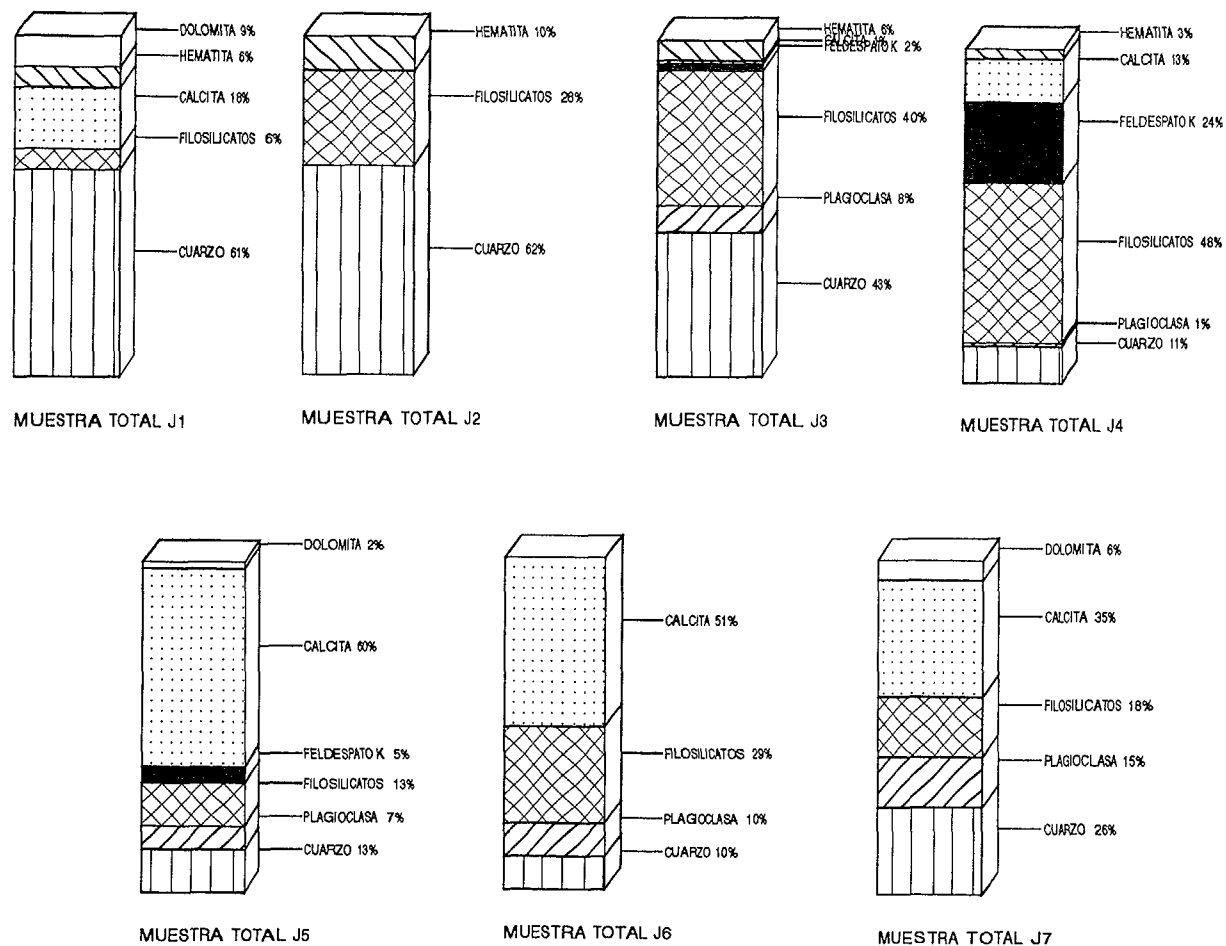 DOLOMITA 9%
HEMATITA 6%
CALCITA 18%
FILOSILICATOS 6%
CUARZO 61%
MUESTRA TOTAL J1
HEMATITA 10%
FILOSILICATOS 28%
CUARZO 62%
MUESTRA TOTAL J2
HEMATITA 6%
CALCITA 1%
FELDESPATO K 2%
FILOSILICATOS 40%
PLAGIOCLASA 8%
CUARZO 43%
MUESTRA TOTAL J3
HEMATITA 3%
CALCITA 13%
FELDESPATO K 24%
FILOSILICATOS 48%
PLAGIOCLASA 1%
CUARZO 11%
MUESTRA TOTAL J4
DOLOMITA 2%
CALCITA 60%
FELDESPATO K 5%
FILOSILICATOS 13%
PLAGIOCLASA 7%
CUARZO 13%
MUESTRA TOTAL J5
CALCITA 51%
FILOSILICATOS 29%
PLAGIOCLASA 10%
CUARZO 10%
MUESTRA TOTAL J6
DOLOMITA 6%
CALCITA 35%
FILOSILICATOS 18%
PLAGIOCLASA 15%
CUARZO 26%
MUESTRA TOTAL J7